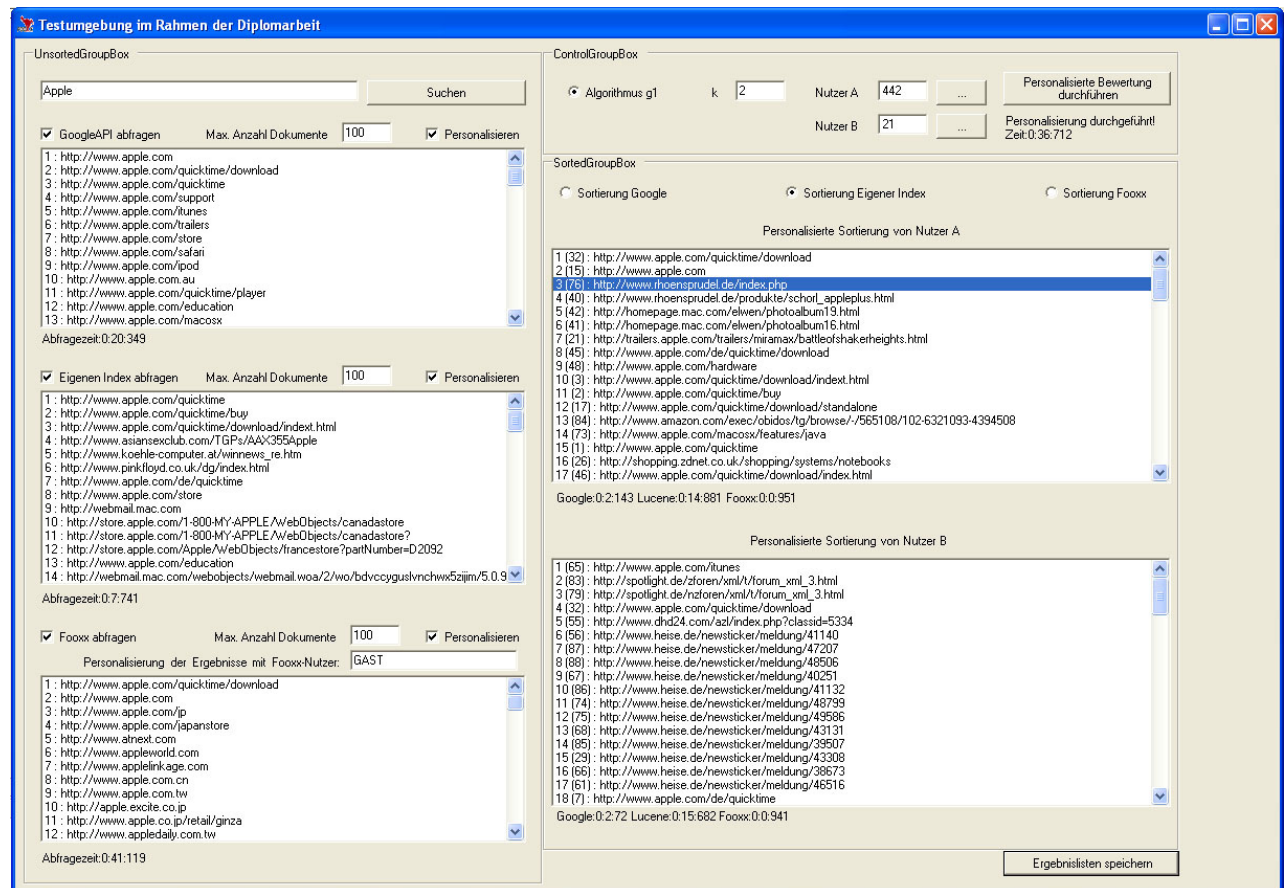 Testumgebung im Rahmen der Diplomarbeit
UnsortedGroupBox
Apple
Suchen
GoogleAPI abfragen Max. Anzahl Dokumente 100 Personalisieren
1 : http://www.apple.com
2 : http://www.apple.com/quicktime/download
3 : http://www.apple.com/quicktime
4 : http://www.apple.com/support
5 : http://www.apple.com/itunes
6 : http://www.apple.com/trailers
7 : http://www.apple.com/store
8 : http://www.apple.com/safari
9 : http://www.apple.com/ipod
10 : http://www.apple.com.au
11 : http://www.apple.com/quicktime/player
12 : http://www.apple.com/education
13 : http://www.apple.com/macosx
Abfragezeit:0:20:349
Eigenen Index abfragen Max. Anzahl Dokumente 100 Personalisieren
1 : http://www.apple.com/quicktime
2 : http://www.apple.com/quicktime/buy
3 : http://www.apple.com/quicktime/download/indext.html
4 : http://www.asiansexclub.com/TGPs/AAX355Apple
5 : http://www.koehle-computer.at/winnews_re.htm
6 : http://www.pinkfloyd.co.uk/dg/index.html
7 : http://www.apple.com/de/quicktime
8 : http://www.apple.com/store
9 : http://webmail.mac.com
10 : http://store.apple.com/1-800-MY-APPLE/WebObjects/canadastore
11 : http://store.apple.com/1-800-MY-APPLE/WebObjects/canadastore?
12 : http://store.apple.com/Apple/WebObjects/francestore?partNumber=D2092
13 : http://www.apple.com/education
14 : http://webmail.mac.com/webobjects/webmail.woa/2/wo/bdvccyguslvnchwx5zijim/5.0.9
Abfragezeit:0:7:741
Fooxx abfragen Max. Anzahl Dokumente 100 Personalisieren
Personalisierung der Ergebnisse mit Fooxx-Nutzer: GAST
1 : http://www.apple.com/quicktime/download
2 : http://www.apple.com
3 : http://www.apple.com/jp
4 : http://www.apple.com/japanstore
5 : http://www.atnext.com
6 : http://www.appleworld.com
7 : http://www.applelinkage.com
8 : http://www.apple.com.cn
9 : http://www.apple.com.tw
10 : http://apple.excite.co.jp
11 : http://www.apple.co.jp/retail/ginza
12 : http://www.appledaily.com.tw
Abfragezeit:0:41:119
ControlGroupBox
Algorithmus g1 k 2 Nutzer A 442 ... Personalisierte Bewertung durchführen
Nutzer B 21 ... Personalisierung durchgeführt!
Zeit:0:36:712
SortedGroupBox
Sortierung Google Sortierung Eigener Index Sortierung Fooxx
Personalisierte Sortierung von Nutzer A
1 (32) : http://www.apple.com/quicktime/download
2 (15) : http://www.apple.com
3 (76) : http://www.rhoensprudel.de/index.php
4 (40) : http://www.rhoensprudel.de/produkte/schorl_appleplus.html
5 (42) : http://homepage.mac.com/elwen/photoalbum19.html
6 (41) : http://homepage.mac.com/elwen/photoalbum16.html
7 (21) : http://trailers.apple.com/trailers/miramax/battleofshakerheights.html
8 (45) : http://www.apple.com/de/quicktime/download
9 (48) : http://www.apple.com/hardware
10 (3) : http://www.apple.com/quicktime/download/indext.html
11 (2) : http://www.apple.com/quicktime/buy
12 (17) : http://www.apple.com/quicktime/download/standalone
13 (84) : http://www.amazon.com/exec/obidos/tg/browse/-/565108/102-6321093-4394508
14 (73) : http://www.apple.com/macosx/features/java
15 (1) : http://www.apple.com/quicktime
16 (26) : http://shopping.zdnet.co.uk/shopping/systems/notebooks
17 (46) : http://www.apple.com/quicktime/download/index.html
Google:0:2:143 Lucene:0:14:881 Fooxx:0:0:951
Personalisierte Sortierung von Nutzer B
1 (65) : http://www.apple.com/itunes
2 (83) : http://spotlight.de/zforen/xml/t/forum_xml_3.html
3 (79) : http://spotlight.de/nzforen/xml/t/forum_xml_3.html
4 (32) : http://www.apple.com/quicktime/download
5 (55) : http://www.dhd24.com/azl/index.php?classid=5334
6 (56) : http://www.heise.de/newsticker/meldung/41140
7 (87) : http://www.heise.de/newsticker/meldung/47207
8 (88) : http://www.heise.de/newsticker/meldung/48506
9 (67) : http://www.heise.de/newsticker/meldung/40251
10 (86) : http://www.heise.de/newsticker/meldung/41132
11 (74) : http://www.heise.de/newsticker/meldung/48799
12 (75) : http://www.heise.de/newsticker/meldung/49586
13 (68) : http://www.heise.de/newsticker/meldung/43131
14 (85) : http://www.heise.de/newsticker/meldung/39507
15 (29) : http://www.heise.de/newsticker/meldung/43308
16 (66) : http://www.heise.de/newsticker/meldung/38673
17 (61) : http://www.heise.de/newsticker/meldung/46516
18 (7) : http://www.apple.com/de/quicktime
Google:0:2:72 Lucene:0:15:682 Fooxx:0:0:941
Ergebnislisten speichern